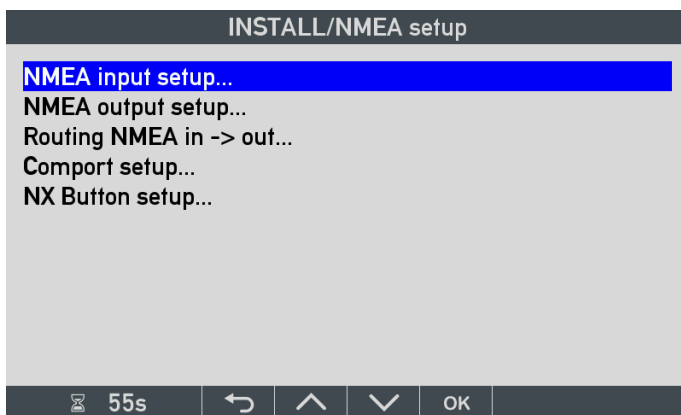 INSTALL/NMEA setup
NMEA input setup...
NMEA output setup...
Routing NMEA in -> out...
Comport setup...
NX Button setup...
55s OK